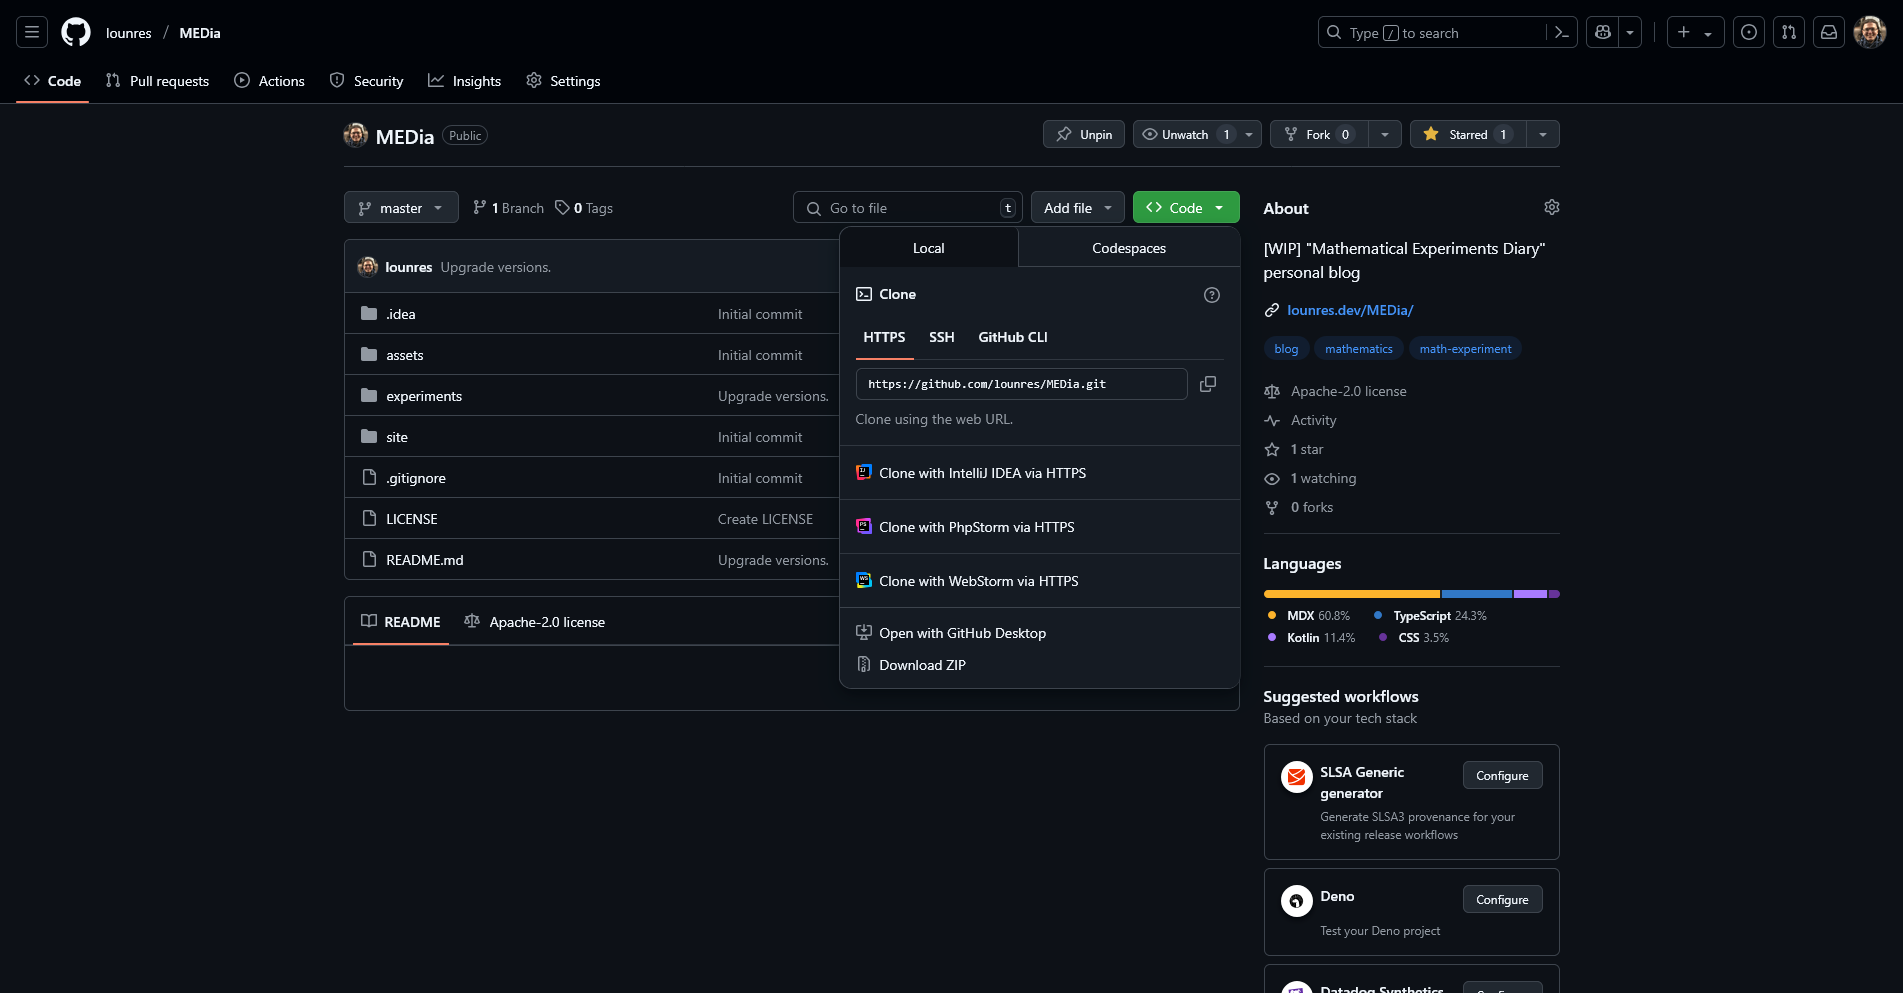 lounres / MEDia
Type / to search
Code
Pull requests
Actions
Security
Insights
Settings
MEDia Public
Unpin
Unwatch 1
Fork 0
Starred 1
master
1 Branch
0 Tags
Go to file t
Add file
Code
lounres Upgrade versions.
.idea Initial commit
assets Initial commit
experiments Upgrade versions.
site Initial commit
.gitignore Initial commit
LICENSE Create LICENSE
README.md Upgrade versions.
README
Apache-2.0 license
Local
Codespaces
Clone
HTTPS SSH GitHub CLI
https://github.com/lounres/MEDia.git
Clone using the web URL.
Clone with IntelliJ IDEA via HTTPS
Clone with PhpStorm via HTTPS
Clone with WebStorm via HTTPS
Open with GitHub Desktop
Download ZIP
About
[WIP] "Mathematical Experiments Diary"
personal blog
lounres.dev/MEDia/
blog mathematics math-experiment
Apache-2.0 license
Activity
1 star
1 watching
0 forks
Languages
MDX 60.8% TypeScript 24.3%
Kotlin 11.4% CSS 3.5%
Suggested workflows
Based on your tech stack
SLSA Generic
generator
Configure
Generate SLSA3 provenance for your
existing release workflows
Deno
Configure
Test your Deno project
Datadog Synthetics